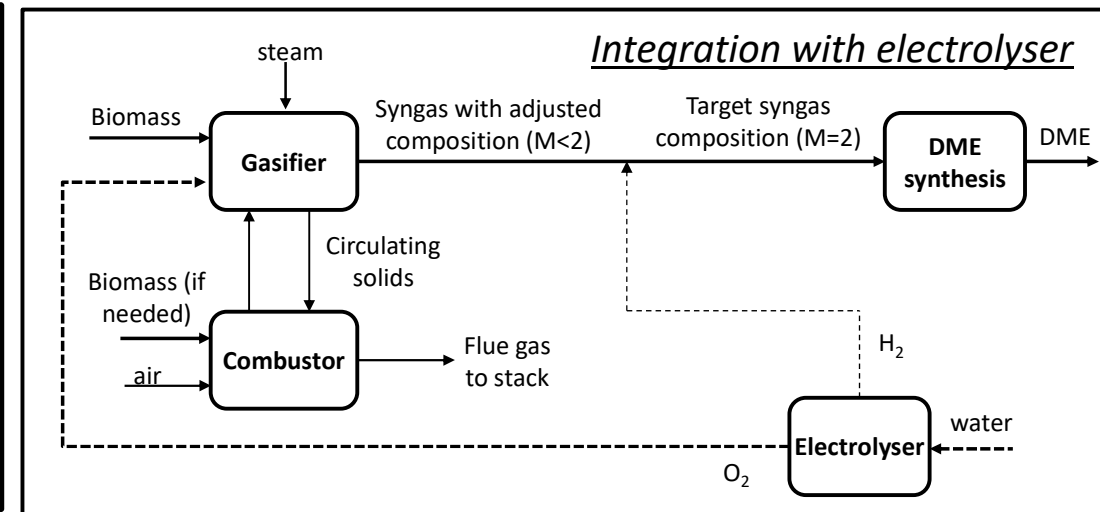 Integration with electrolyser
steam
Biomass
Gasifier
Syngas with adjusted
composition (M<2)
Target syngas
composition (M=2)
DME
synthesis
DME
Circulating
solids
Biomass (if
needed)
air
Combustor
Flue gas
to stack
H₂
water
Electrolyser
O₂